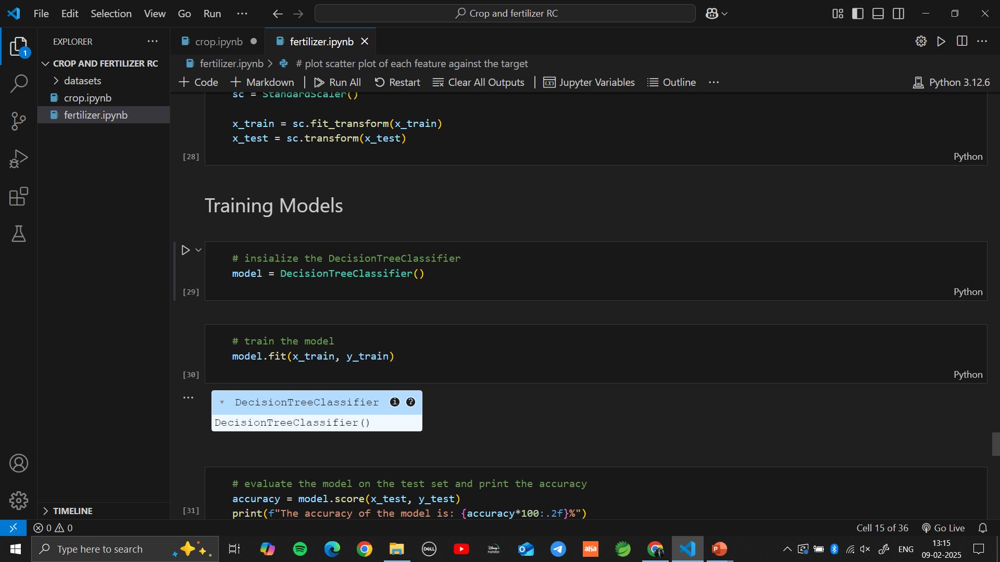 File Edit Selection View Go Run ... Crop and fertilizer RC
EXPLORER ...
CROP AND FERTILIZER RC
datasets
crop.ipynb
fertilizer.ipynb
1
TIMELINE
crop.ipynb fertilizer.ipynb
fertilizer.ipynb > # plot scatter plot of each feature against the target
Code Markdown Run All Restart Clear All Outputs Jupyter Variables Outline ... Python 3.12.6
sc = StandardScaler()
x_train = sc.fit_transform(x_train)
x_test = sc.transform(x_test)
[28] Python
Training Models
# insialize the DecisionTreeClassifier
model = DecisionTreeClassifier()
[29] Python
# train the model
model.fit(x_train, y_train)
[30] Python
DecisionTreeClassifier i ?
DecisionTreeClassifier()
# evaluate the model on the test set and print the accuracy
accuracy = model.score(x_test, y_test)
[31] print(f"The accuracy of the model is: {accuracy*100:.2f}%")
0 0 Cell 15 of 36 Go Live
Type here to search DELL Disney+ hotstar aha P ENG 13:15
09-02-2025